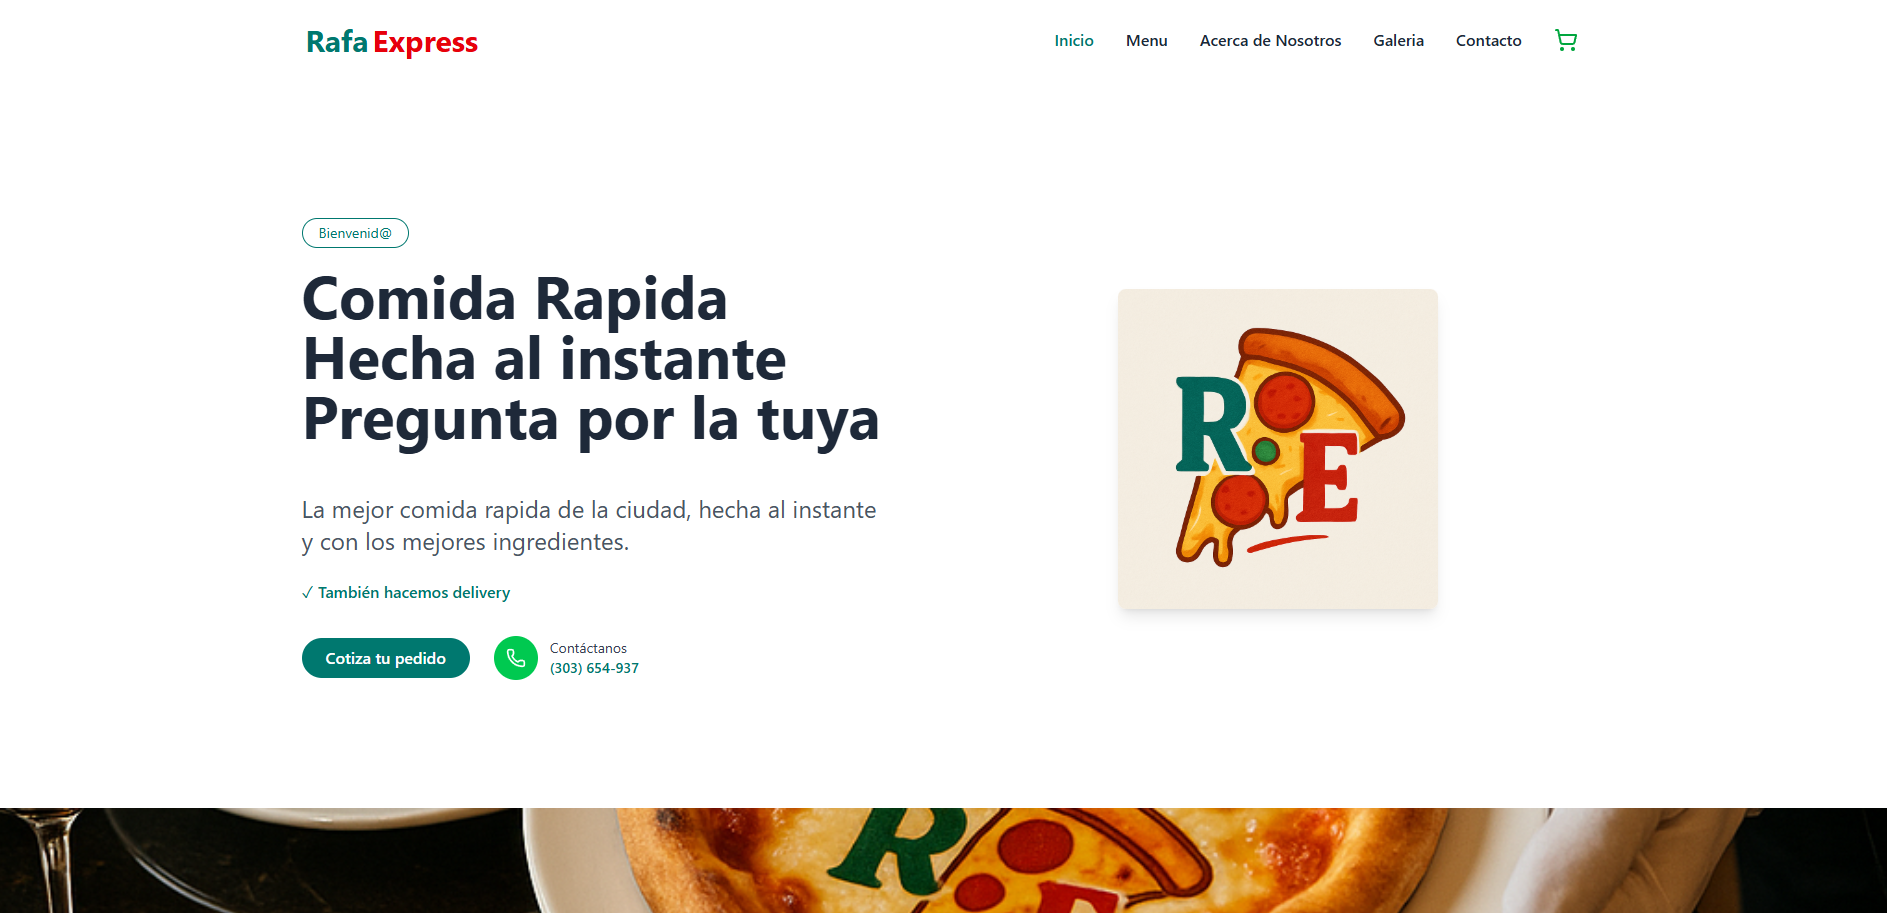 Rafa Express
Inicio Menu Acerca de Nosotros Galeria Contacto
Bienvenid@
Comida Rapida
Hecha al instante
Pregunta por la tuya
La mejor comida rapida de la ciudad, hecha al instante
y con los mejores ingredientes.
✓ También hacemos delivery
Cotiza tu pedido
Contáctanos
(303) 654-937
R
E
R
E